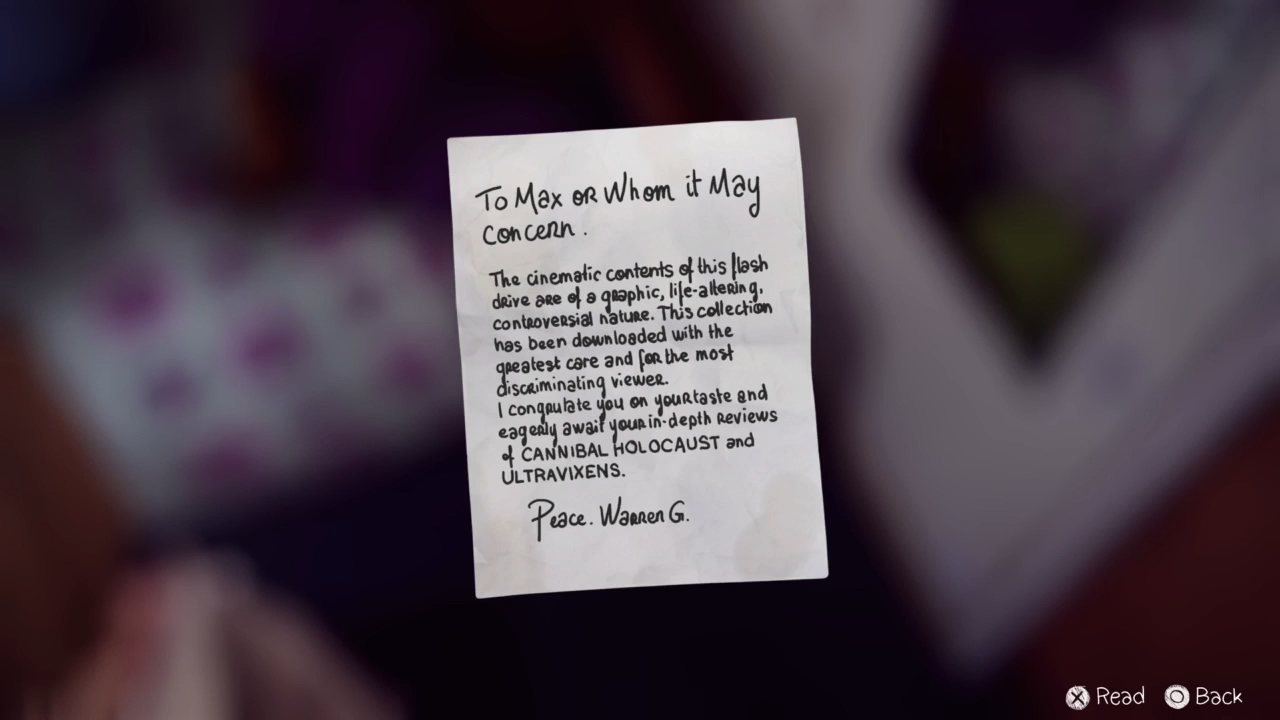 To Max or Whom it May
Concern.
The cinematic contents of this flash
drive are of a graphic, life-altering,
controversial nature. This collection
has been downloaded with the
greatest care and for the most
discriminating viewer.
I congrulate you on your taste and
eagerly await your in-depth reviews
of CANNIBAL HOLOCAUST and
ULTRAVIXENS.
Peace. Warren G.
Read Back